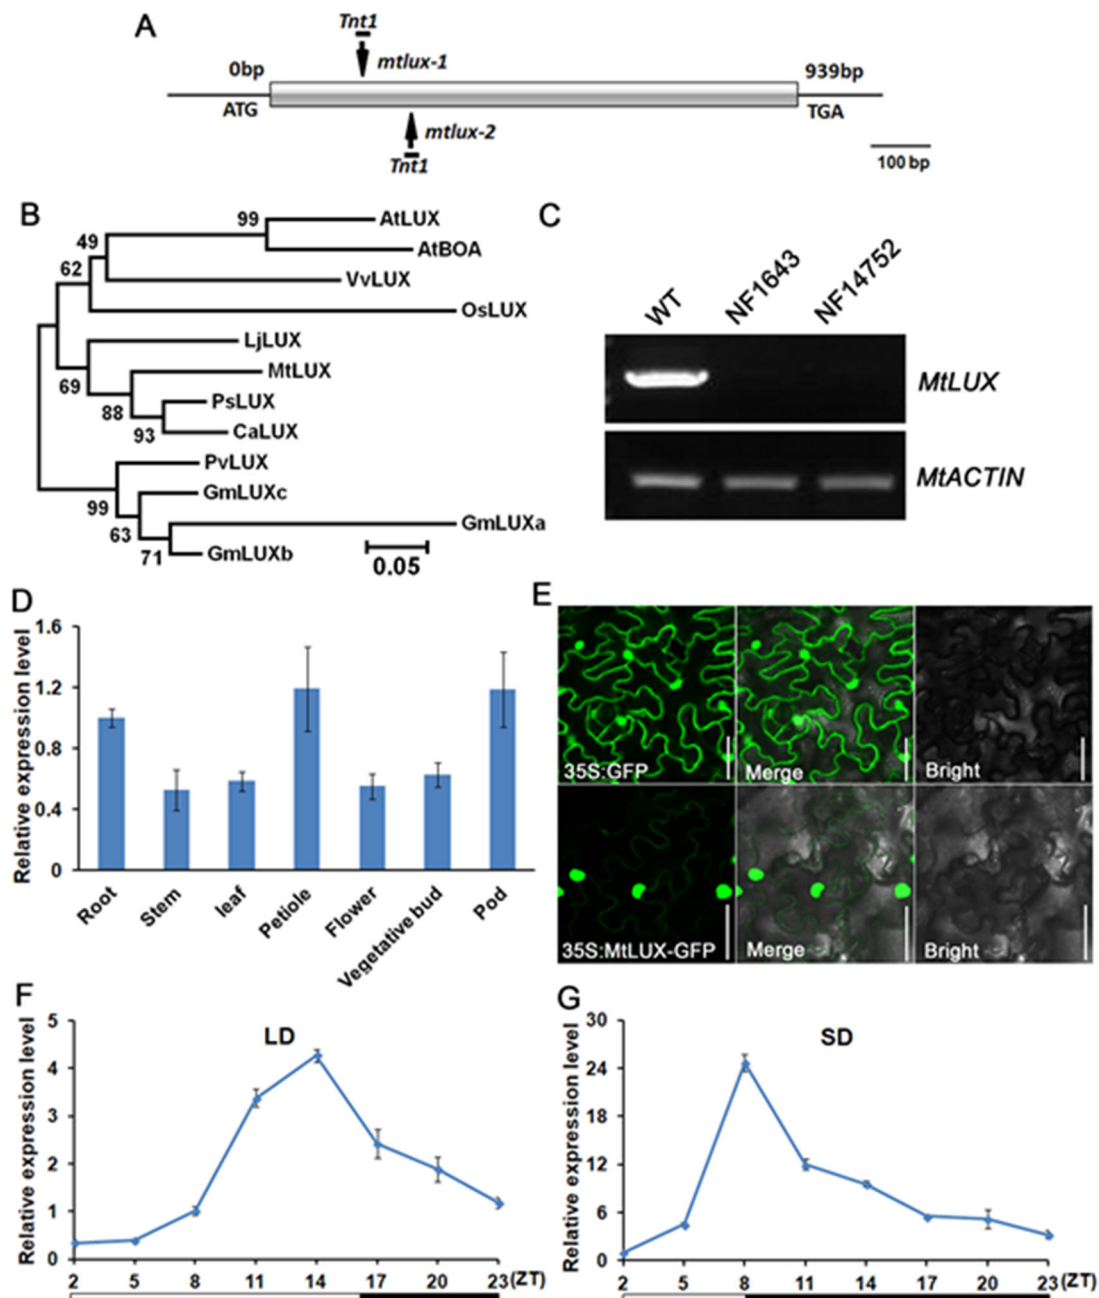 A
Tnt1
mtlux-1
0bp
939bp
ATG
TGA
mtlux-2
Tnt1
100 bp
B
99
AtLUX
49
AtBOA
62
VvLUX
OsLUX
LjLUX
69
MtLUX
88
PsLUX
93
CaLUX
PvLUX
99
GmLUXc
63
GmLUXa
71
GmLUXb
0.05
C
WT
NF1643
NF14752
MtLUX
MtACTIN
D
Relative expression level
1.6
1.2
0.8
0.4
0
Root
Stem
leaf
Petiole
Flower
Vegetative bud
Pod
E
35S:GFP
Merge
Bright
35S:MtLUX-GFP
Merge
Bright
F
LD
Relative expression level
5
4
3
2
1
0
2 5 8 11 14 17 20 23(ZT)
G
SD
Relative expression level
30
24
18
12
6
0
2 5 8 11 14 17 20 23(ZT)